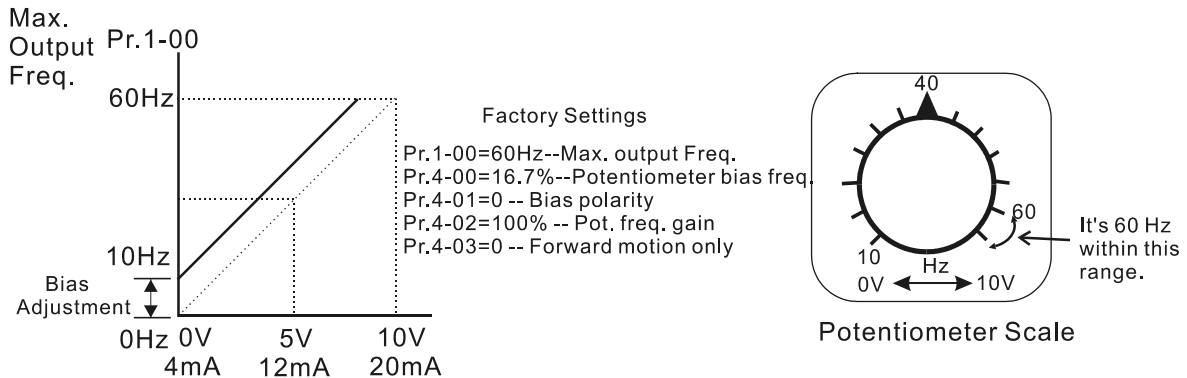 Max.
Output
Freq.
Pr.1-00
60Hz
10Hz
Bias
Adjustment
0Hz
0V
5V
10V
4mA
12mA
20mA
Factory Settings
Pr.1-00=60Hz--Max. output Freq.
Pr.4-00=16.7%--Potentiometer bias freq.
Pr.4-01=0 -- Bias polarity
Pr.4-02=100% -- Pot. freq. gain
Pr.4-03=0 -- Forward motion only
40
60
10
Hz
0V
10V
It's 60 Hz
within this
range.
Potentiometer Scale